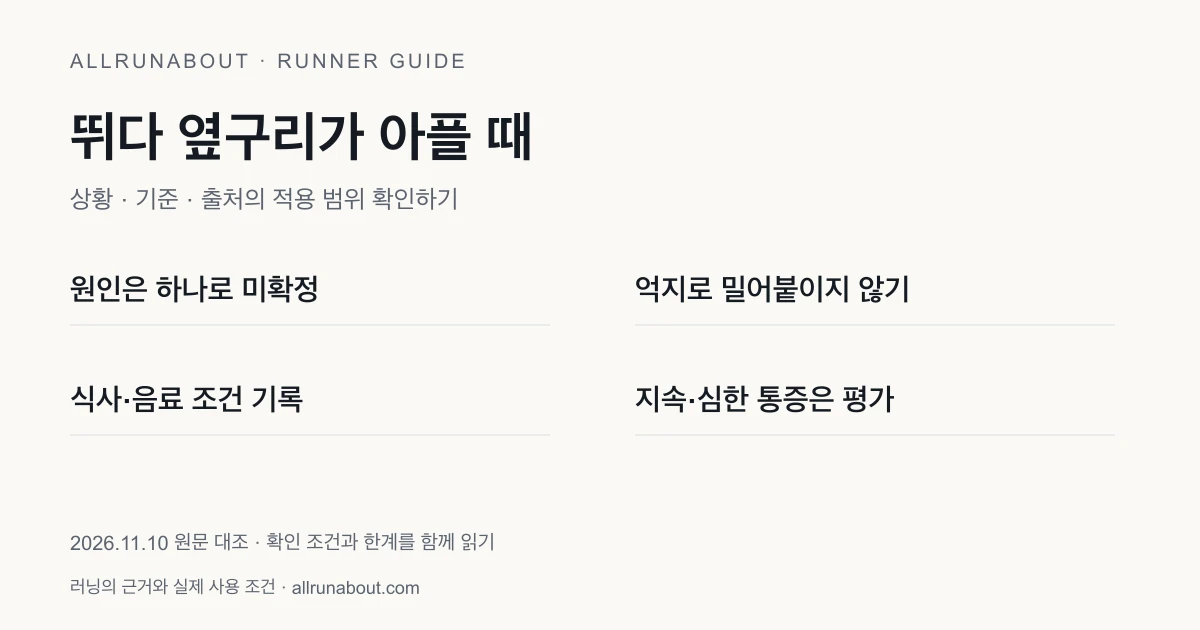 ALLRUNABOUT · RUNNER GUIDE
뛰다 옆구리가 아플 때
상황 · 기준 · 출처의 적용 범위 확인하기
원인은 하나로 미확정
억지로 밀어붙이지 않기
식사·음료 조건 기록
지속·심한 통증은 평가
2026.11.10 원문 대조 · 확인 조건과 한계를 함께 읽기
러닝의 근거와 실제 사용 조건 · allrunabout.com